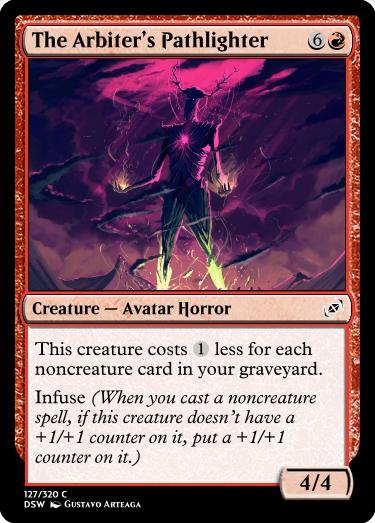 The Arbiter's Pathlighter 6
Creature — Avatar Horror
This creature costs 1 less for each
noncreature card in your graveyard.
Infuse (When you cast a noncreature
spell, if this creature doesn't have a
+1/+1 counter on it, put a +1/+1
counter on it.)
4/4
127/320 C
DSW Gustavo Arteaga